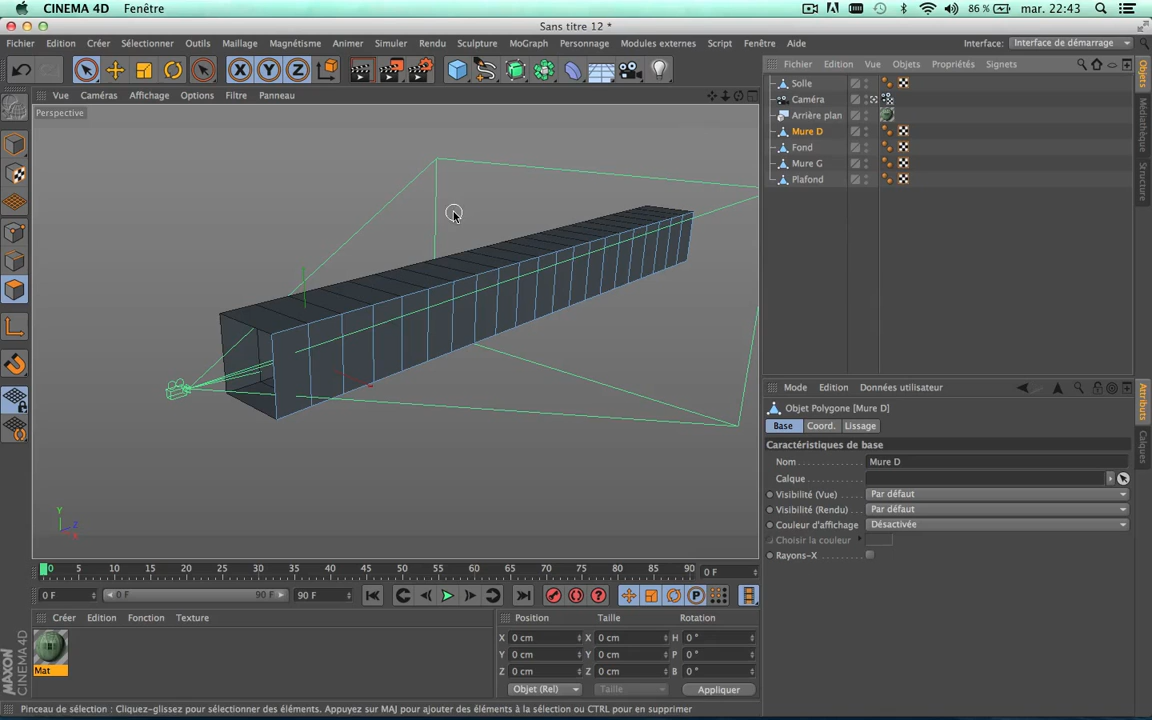 CINEMA 4D Fenêtre 86 % mar. 22:43
Sans titre 12 *
Fichier Edition Créer Sélectionner Outils Maillage Magnétisme Animer Simuler Rendu Sculpture MoGraph Personnage Modules externes Script Fenêtre Aide Interface: Interface de démarrage
X Y Z
Vue Caméras Affichage Options Filtre Panneau
Perspective
Fichier Edition Vue Objets Propriétés Signets
Solle
Caméra
Arrière plan
Mure D
Fond
Mure G
Plafond
Objets
Médiathèque
Structure
Mode Edition Données utilisateur
Objet Polygone [Mure D]
Base Coord. Lissage
Caractéristiques de base
Nom Mure D
Calque
Visibilité (Vue) Par défaut
Visibilité (Rendu) Par défaut
Couleur d'affichage Désactivée
Choisir la couleur
Rayons-X
Attributs
Calques
Y
Z
X
0 5 10 15 20 25 30 35 40 45 50 55 60 65 70 75 80 85 90 0 F
0 F 0 F 90 F 90 F
P
Créer Edition Fonction Texture
Mat
Position Taille Rotation
X 0 cm X 0 cm H 0 °
Y 0 cm Y 0 cm P 0 °
Z 0 cm Z 0 cm B 0 °
Objet (Rel) Taille Appliquer
MAXON
CINEMA 4D
Pinceau de sélection : Cliquez-glissez pour sélectionner des éléments. Appuyez sur MAJ pour ajouter des éléments à la sélection ou CTRL pour en supprimer